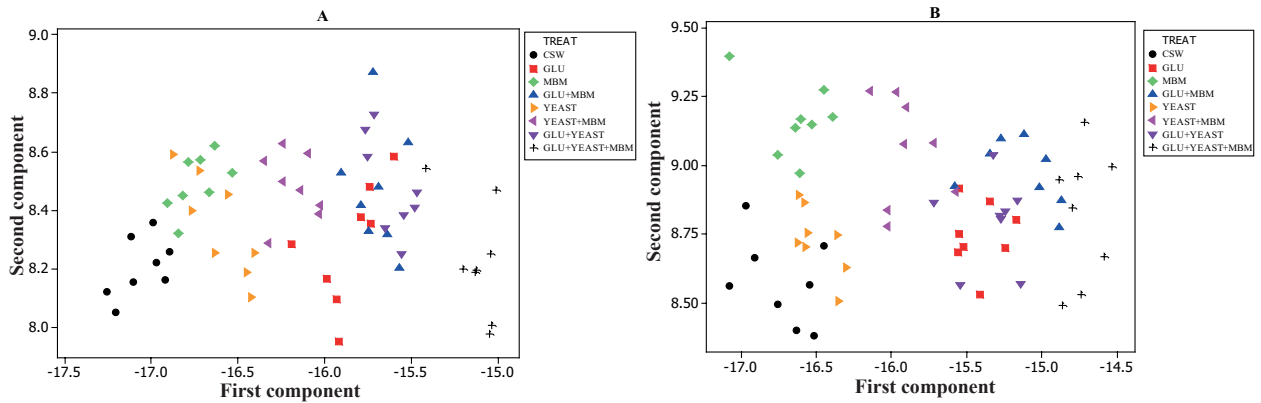 A
Second component
9.0
8.8
8.6
8.4
8.2
8.0
-17.5 -17.0 -16.5 -16.0 -15.5 -15.0
First component
TREAT
CSW
GLU
MBM
GLU+MBM
YEAST
YEAST+MBM
GLU+YEAST
GLU+YEAST+MBM
B
Second component
9.50
9.25
9.00
8.75
8.50
-17.0 -16.5 -16.0 -15.5 -15.0 -14.5
First component
TREAT
CSW
GLU
MBM
GLU+MBM
YEAST
YEAST+MBM
GLU+YEAST
GLU+YEAST+MBM